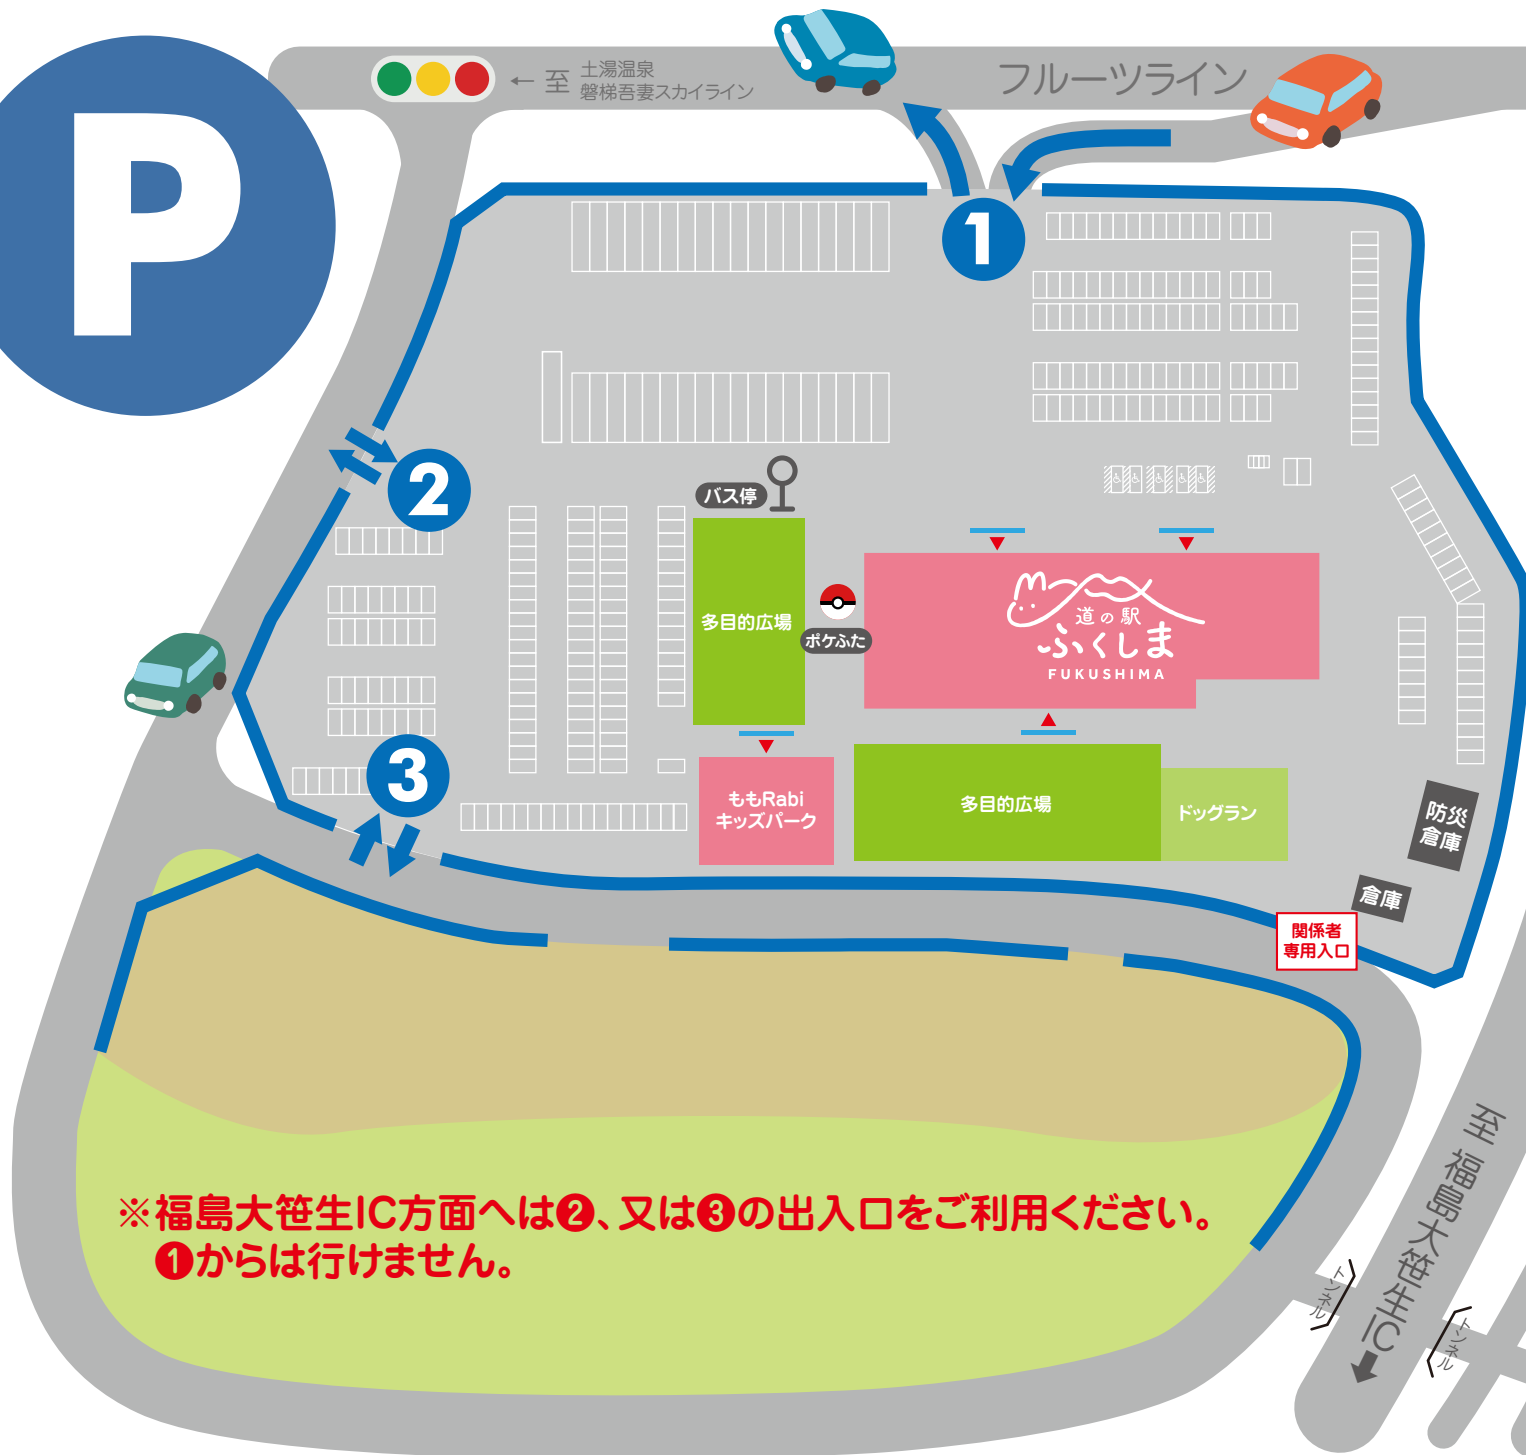 P
← 至 土湯温泉
磐梯吾妻スカイライン
フルーツライン
1
2
バス停
多目的広場
ポケふた
道の駅
ふくしま
FUKUSHIMA
3
ももRabi
キッズパーク
多目的広場
ドッグラン
防災
倉庫
倉庫
関係者
専用入口
至 福島大笹生IC
トンネル
トンネル
※福島大笹生IC方面へは❷、又は❸の出入口をご利用ください。
❶からは行けません。